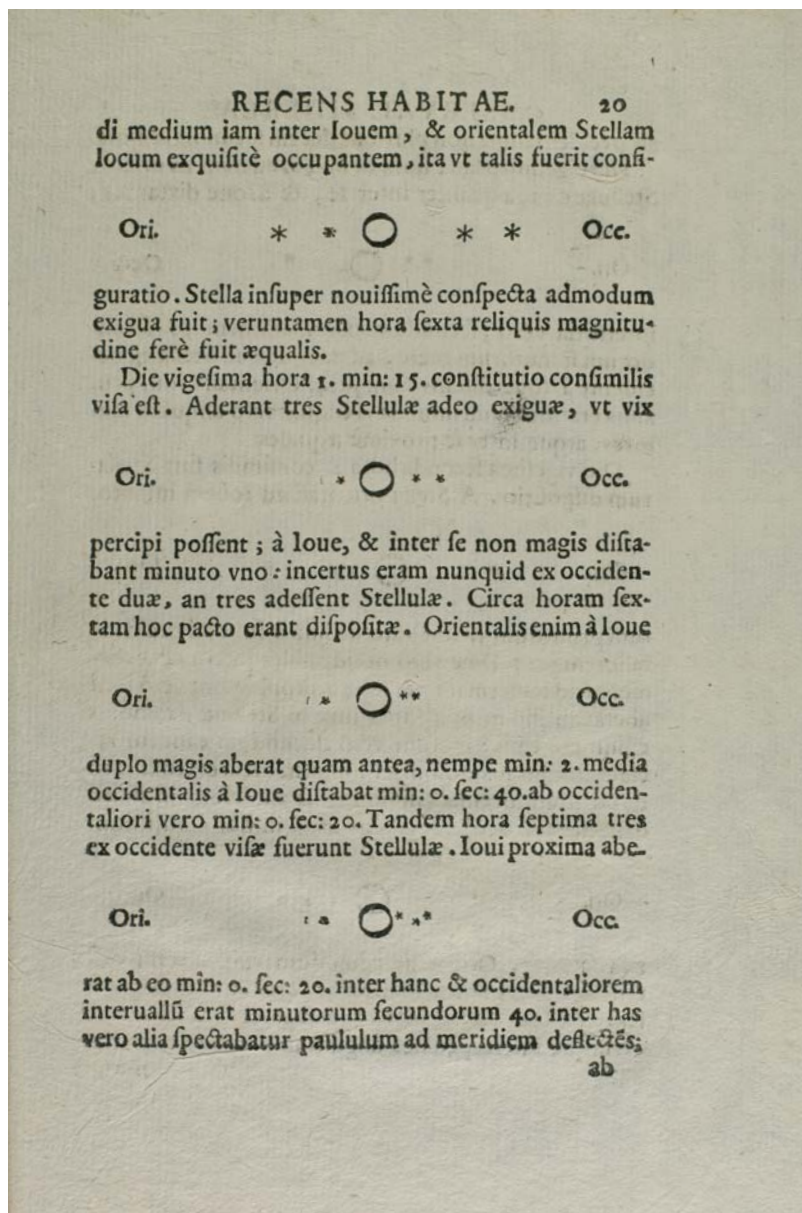 RECENS HABITAE. 20
di medium iam inter Iouem, & orientalem Stellam
locum exquiſitè occupantem, ita vt talis fuerit confi-
Ori. * * O * * Occ.
guratio. Stella inſuper nouiſſimè conſpecta admodum
exigua fuit; veruntamen hora ſexta reliquis magnitu-
dine ferè fuit æqualis.
Die vigeſima hora 1. min: 15. conſtitutio conſimilis
viſa eſt. Aderant tres Stellulæ adeo exiguæ, vt vix
Ori. * O * * Occ.
percipi poſſent; à Ioue, & inter ſe non magis diſta-
bant minuto vno: incertus eram nunquid ex occiden-
te duæ, an tres adeſſent Stellulæ. Circa horam ſex-
tam hoc pacto erant diſpoſitæ. Orientalis enim à Ioue
Ori. * O ** Occ.
duplo magis aberat quam antea, nempe min: 2. media
occidentalis à Ioue diſtabat min: 0. ſec: 40. ab occiden-
taliori vero min: 0. ſec: 20. Tandem hora ſeptima tres
ex occidente viſæ fuerunt Stellulæ. Ioui proxima abe-
Ori. * O * ** Occ.
rat ab eo min: 0. ſec: 20. inter hanc & occidentaliorem
interuallū erat minutorum ſecundorum 40. inter has
vero alia ſpectabatur paululum ad meridiem deflectēs;
ab